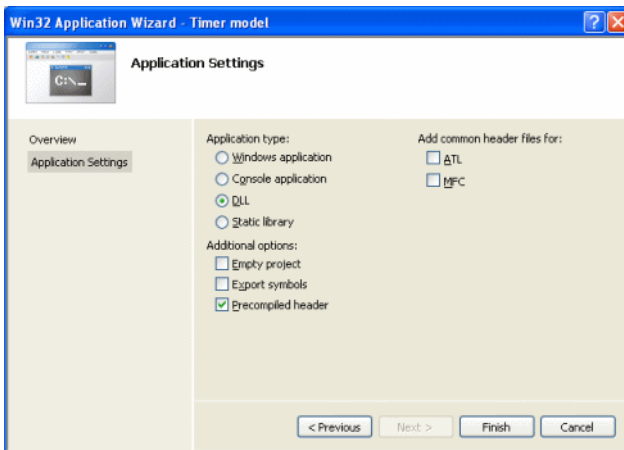 Win32 Application Wizard - Timer model
C:\_
Application Settings
Overview
Application Settings
Application type:
Windows application
Console application
DLL
Static library
Additional options:
Empty project
Export symbols
Precompiled header
Add common header files for:
ATL
MFC
< Previous
Next >
Finish
Cancel